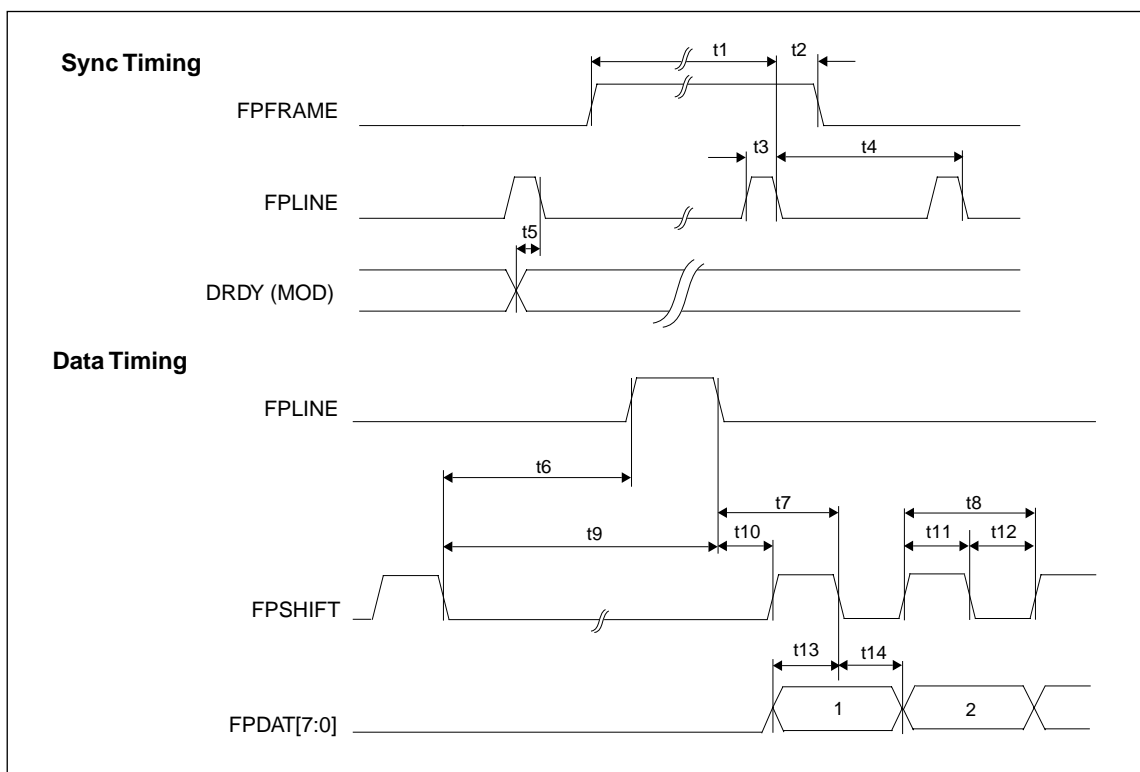 Sync Timing
t1
t2
FPFRAME
t3
t4
FPLINE
t5
DRDY (MOD)
Data Timing
FPLINE
t6
t7
t8
t9
t10
t11
t12
FPSHIFT
t13
t14
FPDAT[7:0]
1
2